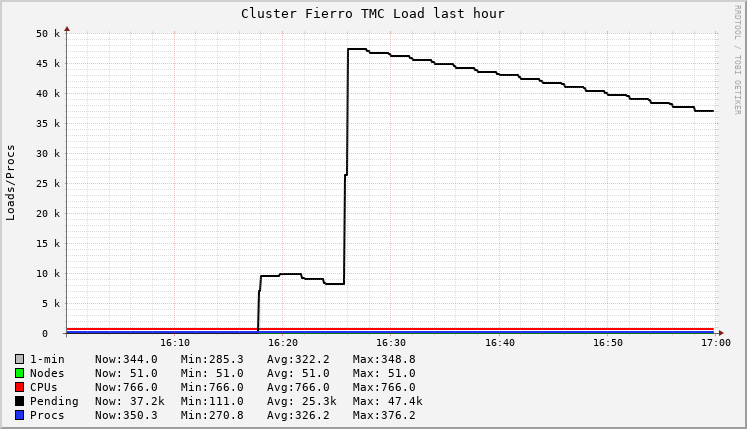 Cluster Fierro TMC Load last hour
RRDTOOL / TOBI OETIKER
Loads/Procs
50 k
45 k
40 k
35 k
30 k
25 k
20 k
15 k
10 k
5 k
0
16:10 16:20 16:30 16:40 16:50 17:00
1-min Now:344.0 Min:285.3 Avg:322.2 Max:348.8
Nodes Now: 51.0 Min: 51.0 Avg: 51.0 Max: 51.0
CPUs Now:766.0 Min:766.0 Avg:766.0 Max:766.0
Pending Now: 37.2k Min:111.0 Avg: 25.3k Max: 47.4k
Procs Now:350.3 Min:270.8 Avg:326.2 Max:376.2